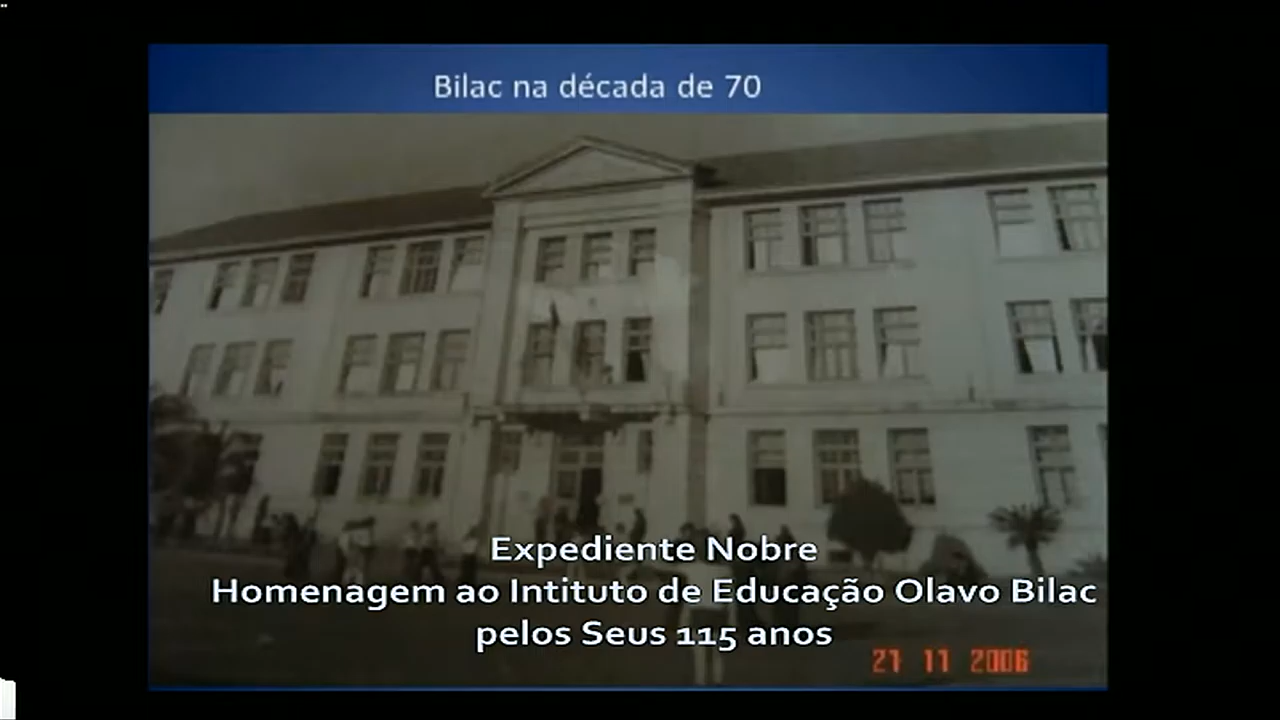 Bilac na década de 70
Expediente Nobre
Homenagem ao Intituto de Educação Olavo Bilac
pelos Seus 115 anos
21 11 2006